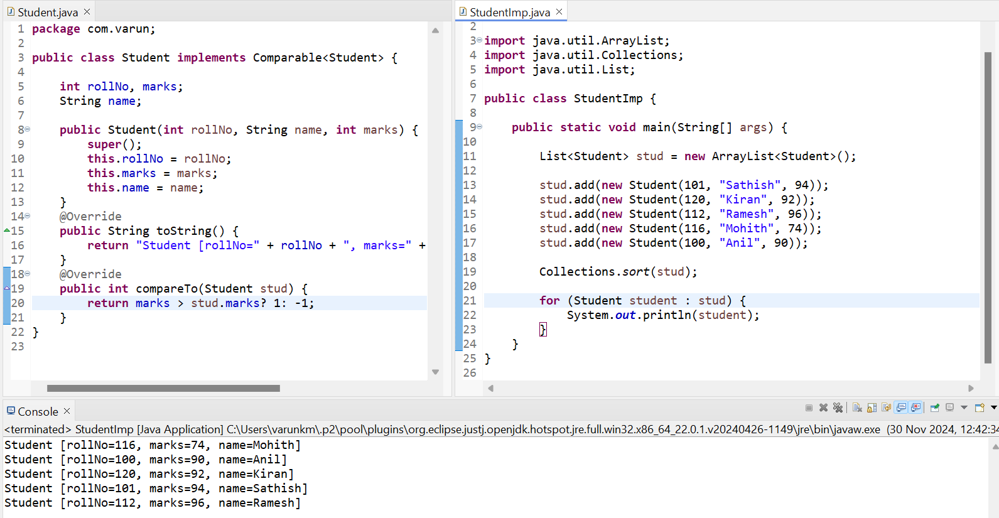 Student.java
1 package com.varun;
2
3 public class Student implements Comparable<Student> {
4
5     int rollNo, marks;
6     String name;
7
8     public Student(int rollNo, String name, int marks) {
9         super();
10         this.rollNo = rollNo;
11         this.marks = marks;
12         this.name = name;
13     }
14     @Override
15     public String toString() {
16         return "Student [rollNo=" + rollNo + ", marks=" +
17     }
18     @Override
19     public int compareTo(Student stud) {
20         return marks > stud.marks? 1: -1;
21     }
22 }
23
StudentImp.java
2
3 import java.util.ArrayList;
4 import java.util.Collections;
5 import java.util.List;
6
7 public class StudentImp {
8
9     public static void main(String[] args) {
10
11         List<Student> stud = new ArrayList<Student>();
12
13         stud.add(new Student(101, "Sathish", 94));
14         stud.add(new Student(120, "Kiran", 92));
15         stud.add(new Student(112, "Ramesh", 96));
16         stud.add(new Student(116, "Mohith", 74));
17         stud.add(new Student(100, "Anil", 90));
18
19         Collections.sort(stud);
20
21         for (Student student : stud) {
22             System.out.println(student);
23         }
24     }
25 }
26
Console
<terminated> StudentImp [Java Application] C:\Users\varunkm\.p2\pool\plugins\org.eclipse.justj.openjdk.hotspot.jre.full.win32.x86_64_22.0.1.v20240426-1149\jre\bin\javaw.exe (30 Nov 2024, 12:42:34
Student [rollNo=116, marks=74, name=Mohith]
Student [rollNo=100, marks=90, name=Anil]
Student [rollNo=120, marks=92, name=Kiran]
Student [rollNo=101, marks=94, name=Sathish]
Student [rollNo=112, marks=96, name=Ramesh]